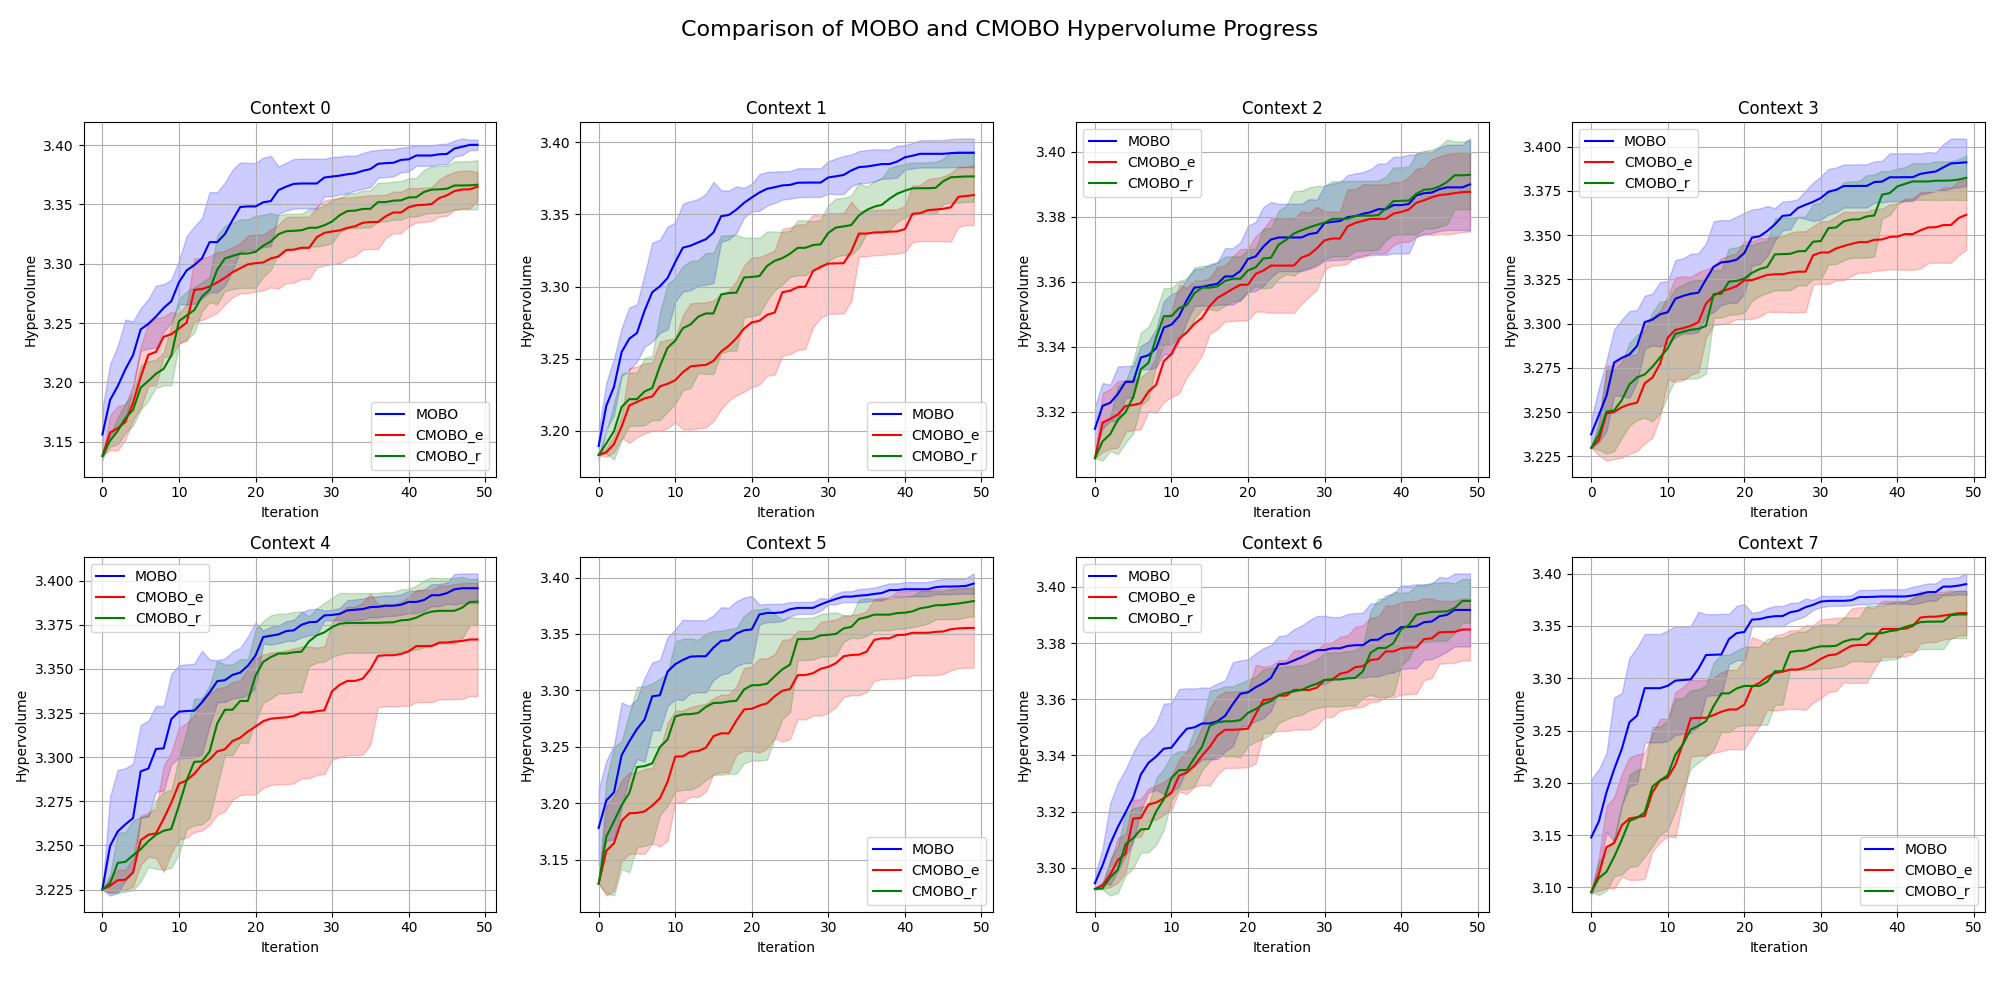 Comparison of MOBO and CMOBO Hypervolume Progress
Context 0
Hypervolume
3.40
3.35
3.30
3.25
3.20
3.15
MOBO
CMOBO_e
CMOBO_r
0 10 20 30 40 50
Iteration
Context 1
Hypervolume
3.40
3.35
3.30
3.25
3.20
MOBO
CMOBO_e
CMOBO_r
0 10 20 30 40 50
Iteration
Context 2
Hypervolume
3.40
3.38
3.36
3.34
3.32
MOBO
CMOBO_e
CMOBO_r
0 10 20 30 40 50
Iteration
Context 3
Hypervolume
3.400
3.375
3.350
3.325
3.300
3.275
3.250
3.225
MOBO
CMOBO_e
CMOBO_r
0 10 20 30 40 50
Iteration
Context 4
Hypervolume
3.400
3.375
3.350
3.325
3.300
3.275
3.250
3.225
MOBO
CMOBO_e
CMOBO_r
0 10 20 30 40 50
Iteration
Context 5
Hypervolume
3.40
3.35
3.30
3.25
3.20
3.15
MOBO
CMOBO_e
CMOBO_r
0 10 20 30 40 50
Iteration
Context 6
Hypervolume
3.40
3.38
3.36
3.34
3.32
3.30
MOBO
CMOBO_e
CMOBO_r
0 10 20 30 40 50
Iteration
Context 7
Hypervolume
3.40
3.35
3.30
3.25
3.20
3.15
3.10
MOBO
CMOBO_e
CMOBO_r
0 10 20 30 40 50
Iteration